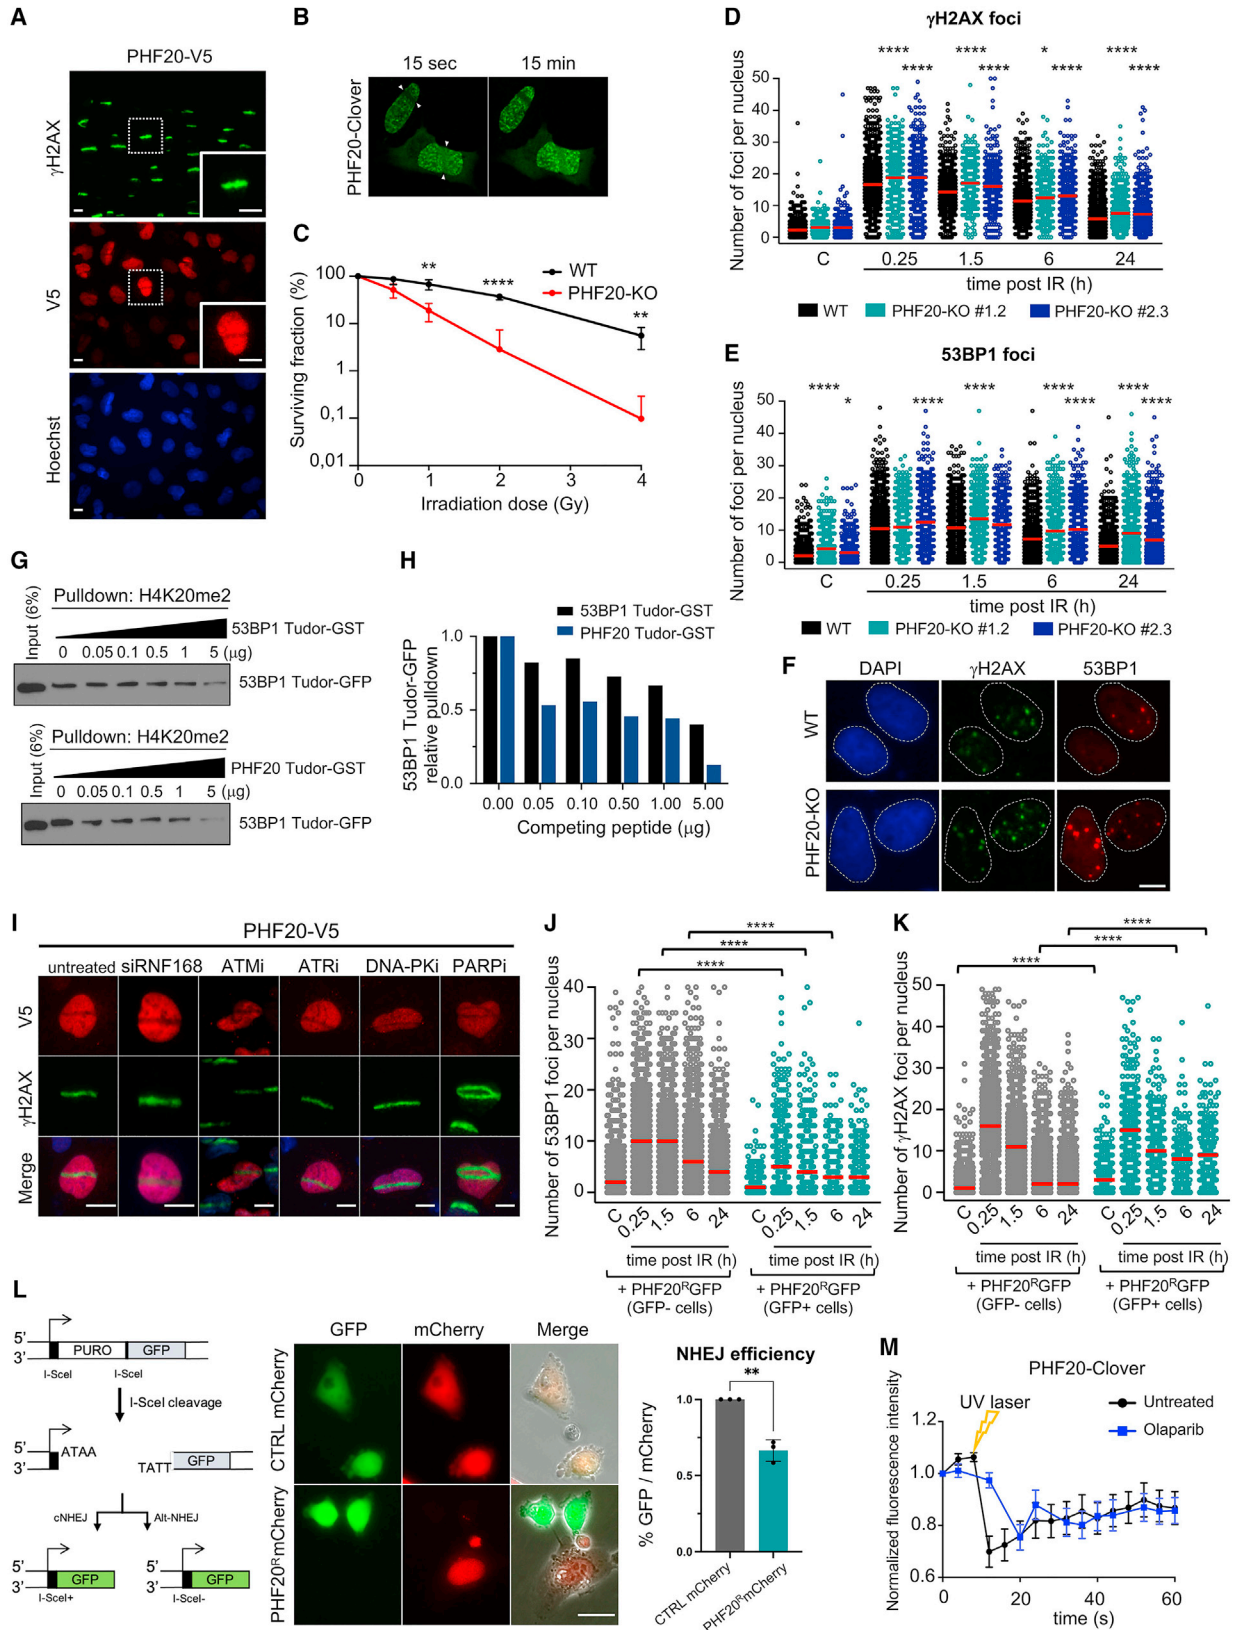 A
PHF20-V5
γH2AX
V5
Hoechst
B
15 sec
15 min
PHF20-Clover
C
Surviving fraction (%)
100
10
1
0,1
0,01
**
****
**
WT
PHF20-KO
0
1
2
3
4
Irradiation dose (Gy)
D
γH2AX foci
Number of foci per nucleus
50
40
30
20
10
0
****
****
*
****
****
****
****
****
C
0.25
1.5
6
24
time post IR (h)
WT
PHF20-KO #1.2
PHF20-KO #2.3
E
53BP1 foci
Number of foci per nucleus
50
40
30
20
10
0
****
****
****
****
*
****
****
****
C
0.25
1.5
6
24
time post IR (h)
WT
PHF20-KO #1.2
PHF20-KO #2.3
F
DAPI
γH2AX
53BP1
WT
PHF20-KO
G
Input (6%)
Pulldown: H4K20me2
53BP1 Tudor-GST
0 0.05 0.1 0.5 1 5 (μg)
53BP1 Tudor-GFP
Input (6%)
Pulldown: H4K20me2
PHF20 Tudor-GST
0 0.05 0.1 0.5 1 5 (μg)
53BP1 Tudor-GFP
H
53BP1 Tudor-GST
PHF20 Tudor-GST
53BP1 Tudor-GFP
relative pulldown
1.0
0.5
0.0
0.00 0.05 0.10 0.50 1.00 5.00
Competing peptide (μg)
I
PHF20-V5
untreated siRNF168 ATMi ATRi DNA-PKi PARPi
V5
γH2AX
Merge
J
Number of 53BP1 foci per nucleus
40
30
20
10
0
****
****
****
C 0.25 1.5 6 24
C 0.25 1.5 6 24
time post IR (h)
time post IR (h)
+ PHF20ᴿGFP
(GFP- cells)
+ PHF20ᴿGFP
(GFP+ cells)
K
Number of γH2AX foci per nucleus
50
40
30
20
10
0
****
****
****
C 0.25 1.5 6 24
C 0.25 1.5 6 24
time post IR (h)
time post IR (h)
+ PHF20ᴿGFP
(GFP- cells)
+ PHF20ᴿGFP
(GFP+ cells)
L
5'
3'
PURO
GFP
I-SceI
I-SceI
I-SceI cleavage
5'
3'
ATAA
TATT
GFP
cNHEJ
Alt-NHEJ
5'
3'
GFP
I-SceI+
5'
3'
GFP
I-SceI-
GFP
mCherry
Merge
CTRL mCherry
PHF20ᴿmCherry
NHEJ efficiency
**
% GFP / mCherry
1.0
0.5
0.0
CTRL mCherry
PHF20ᴿmCherry
M
PHF20-Clover
UV laser
Untreated
Olaparib
Normalized fluorescence intensity
1.2
1.0
0.8
0.6
0
20
40
60
time (s)